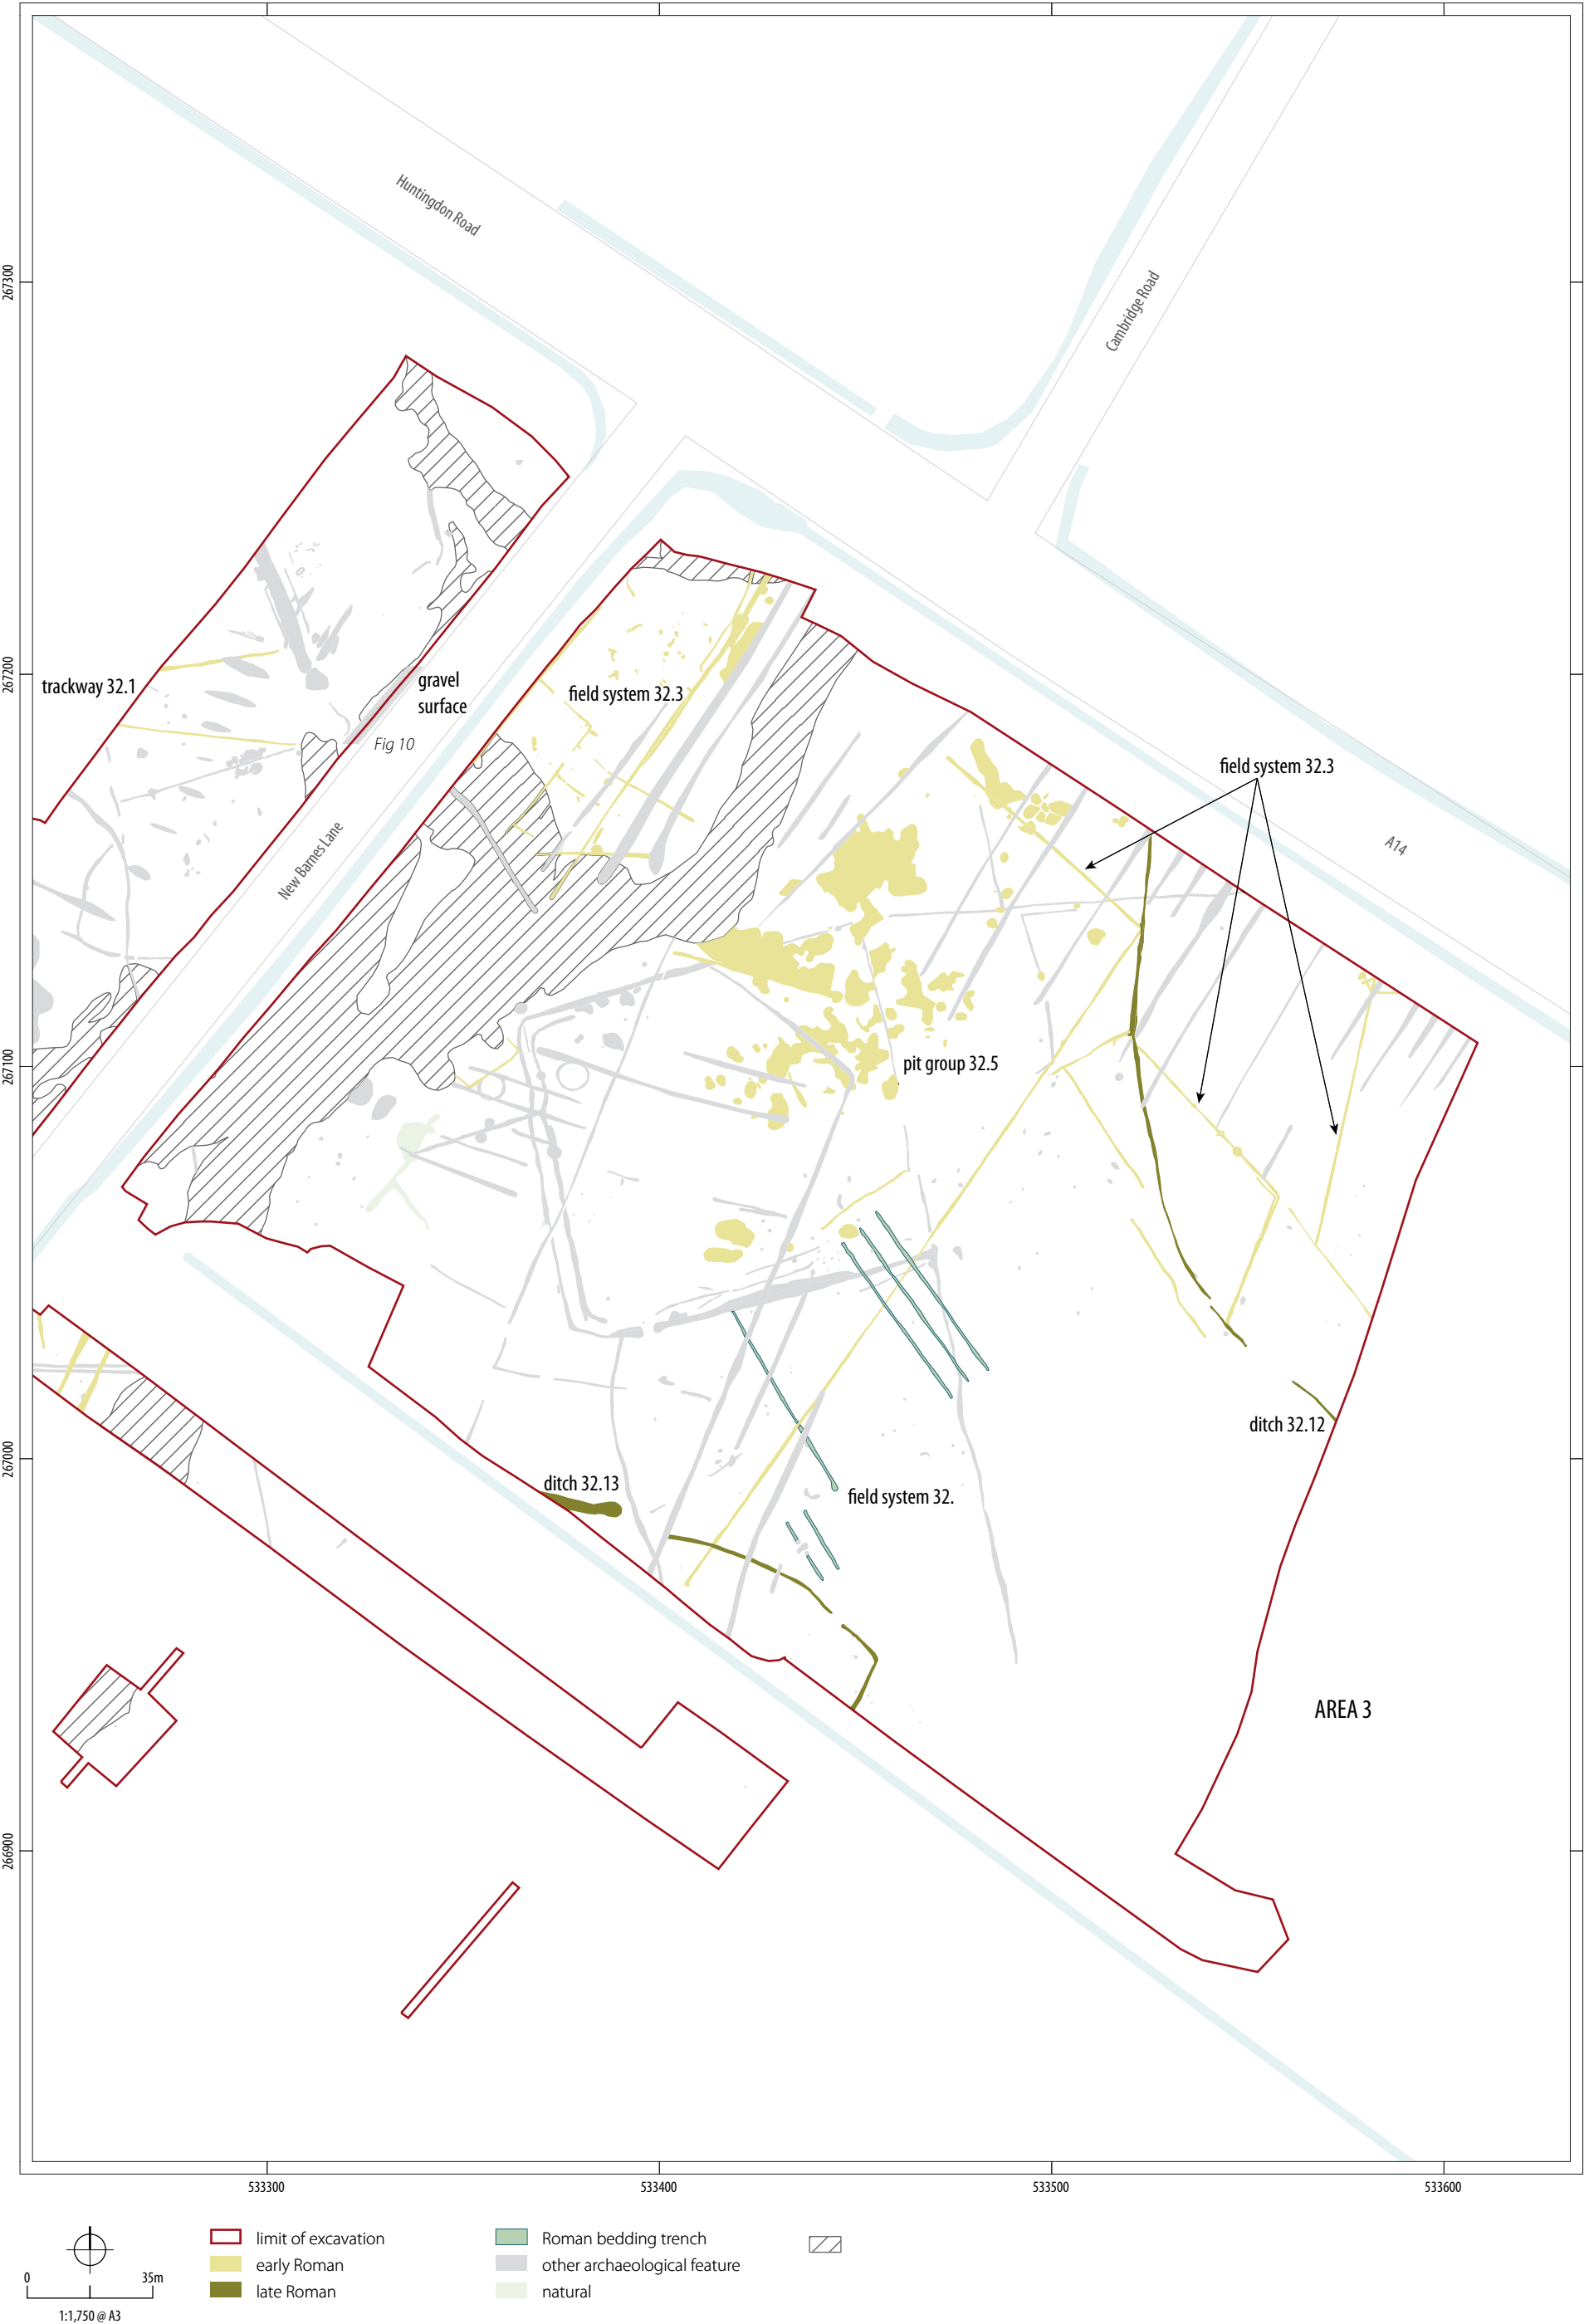 Huntingdon Road
Cambridge Road
267300
267200
267100
267000
266900
trackway 32.1
gravel
surface
Fig 10
field system 32.3
New Barnes Lane
field system 32.3
A14
pit group 32.5
ditch 32.12
ditch 32.13
field system 32.
AREA 3
533300
533400
533500
533600
0
35m
1:1,750 @ A3
limit of excavation
early Roman
late Roman
Roman bedding trench
other archaeological feature
natural